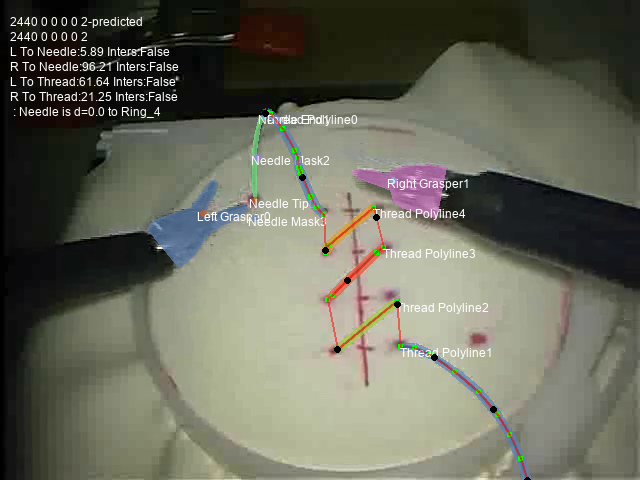 2440 0 0 0 0 2-predicted
2440 0 0 0 0 2
L To Needle:5.89 Inters:False
R To Needle:96.21 Inters:False
L To Thread:61.64 Inters:False
R To Thread:21.25 Inters:False
: Needle is d=0.0 to Ring_4
Needle Mask2
Right Grasper1
Needle Tip
Left Grasper0
Needle Mask3
Thread Polyline4
Thread Polyline3
Thread Polyline2
Thread Polyline1